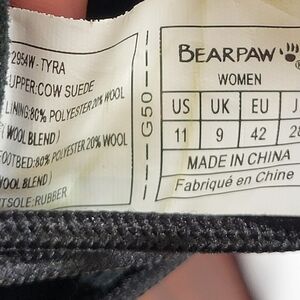 2954W-TYRA
UPPER:COW SUEDE
LINING:80% POLYESTER 20% WOOL
(WOOL BLEND)
FOOTBED:80% POLYESTER 20% WOOL
WOOL BLEND)
TSOLE:RUBBER
G50
BEARPAW ®
WOMEN
US UK EU J
11 9 42
MADE IN CHINA
Fabriqué en Chine